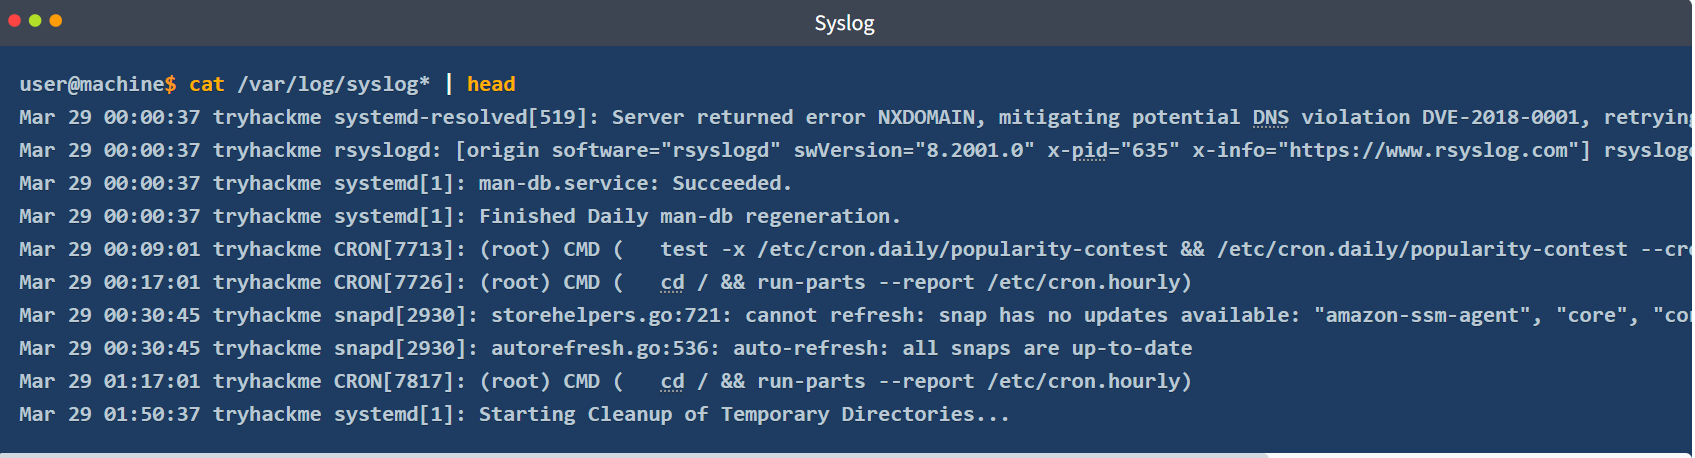 Syslog
user@machine$ cat /var/log/syslog* | head
Mar 29 00:00:37 tryhackme systemd-resolved[519]: Server returned error NXDOMAIN, mitigating potential DNS violation DVE-2018-0001, retrying
Mar 29 00:00:37 tryhackme rsyslogd: [origin software="rsyslogd" swVersion="8.2001.0" x-pid="635" x-info="https://www.rsyslog.com"] rsyslog
Mar 29 00:00:37 tryhackme systemd[1]: man-db.service: Succeeded.
Mar 29 00:00:37 tryhackme systemd[1]: Finished Daily man-db regeneration.
Mar 29 00:09:01 tryhackme CRON[7713]: (root) CMD (   test -x /etc/cron.daily/popularity-contest && /etc/cron.daily/popularity-contest --cro
Mar 29 00:17:01 tryhackme CRON[7726]: (root) CMD (   cd / && run-parts --report /etc/cron.hourly)
Mar 29 00:30:45 tryhackme snapd[2930]: storehelpers.go:721: cannot refresh: snap has no updates available: "amazon-ssm-agent", "core", "co
Mar 29 00:30:45 tryhackme snapd[2930]: autorefresh.go:536: auto-refresh: all snaps are up-to-date
Mar 29 01:17:01 tryhackme CRON[7817]: (root) CMD (   cd / && run-parts --report /etc/cron.hourly)
Mar 29 01:50:37 tryhackme systemd[1]: Starting Cleanup of Temporary Directories...